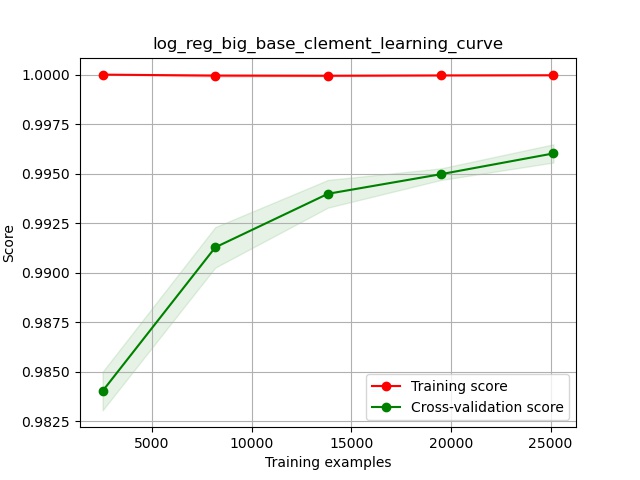 log_reg_big_base_clement_learning_curve
1.0000
0.9975
0.9950
0.9925
0.9900
0.9875
0.9850
0.9825
Score
Training score
Cross-validation score
5000 10000 15000 20000 25000
Training examples